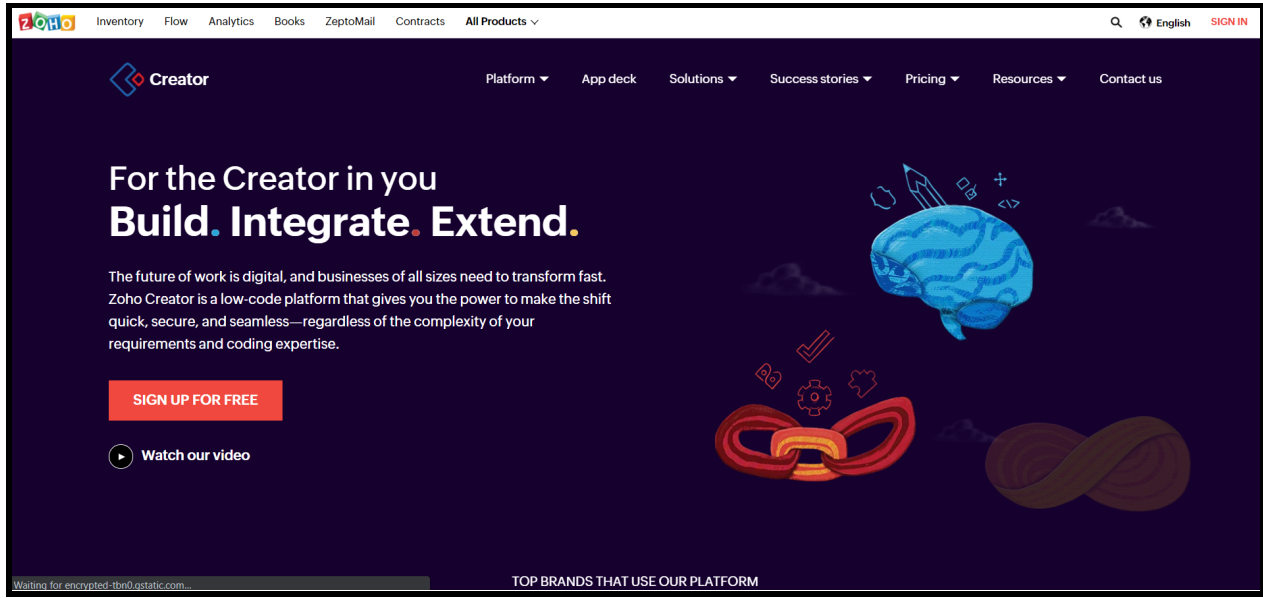 ZOHO Inventory Flow Analytics Books ZeptoMail Contracts All Products English SIGN IN
Creator Platform App deck Solutions Success stories Pricing Resources Contact us
For the Creator in you
Build. Integrate. Extend.
The future of work is digital, and businesses of all sizes need to transform fast.
Zoho Creator is a low-code platform that gives you the power to make the shift
quick, secure, and seamless—regardless of the complexity of your
requirements and coding expertise.
SIGN UP FOR FREE
Watch our video
TOP BRANDS THAT USE OUR PLATFORM
Waiting for encrypted-tbn0.gstatic.com...